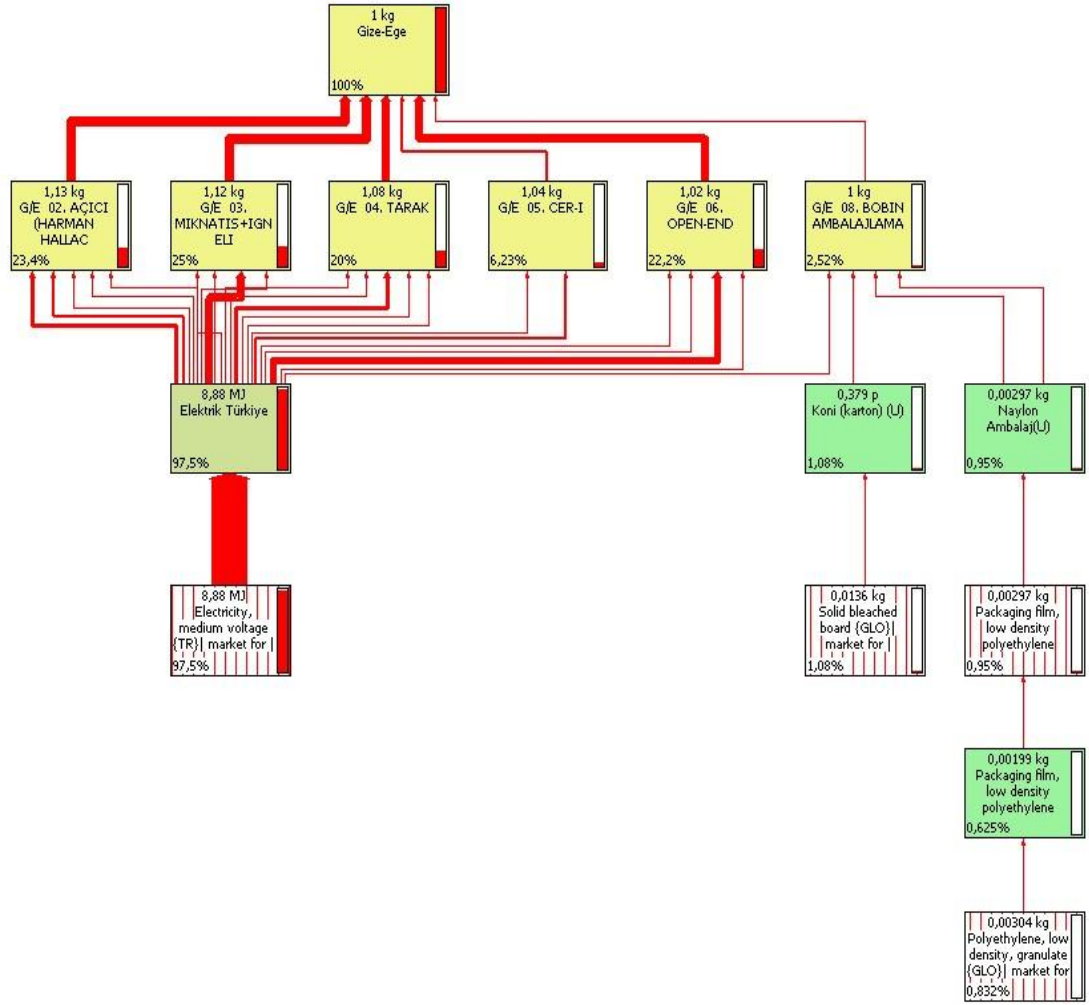 1 kg
Gize-Ege
100%
1,13 kg
G/E 02. AÇICI
(HARMAN
HALLAC
23,4%
1,12 kg
G/E 03.
MIKNATIS+IGN
ELI
25%
1,08 kg
G/E 04. TARAK
20%
1,04 kg
G/E 05. CER-I
6,23%
1,02 kg
G/E 06.
OPEN-END
22,2%
1 kg
G/E 08. BOBIN
AMBALAJLAMA
2,52%
8,88 MJ
Elektrik Türkiye
97,5%
0,379 p
Koni (karton) (U)
1,08%
0,00297 kg
Naylon
Ambalaj(U)
0,95%
8,88 MJ
Electricity,
medium voltage
{TR}| market for |
97,5%
0,0136 kg
Solid bleached
board {GLO}|
market for |
1,08%
0,00297 kg
Packaging film,
low density
polyethylene
0,95%
0,00199 kg
Packaging film,
low density
polyethylene
0,625%
0,00304 kg
Polyethylene, low
density, granulate
{GLO}| market for
0,832%